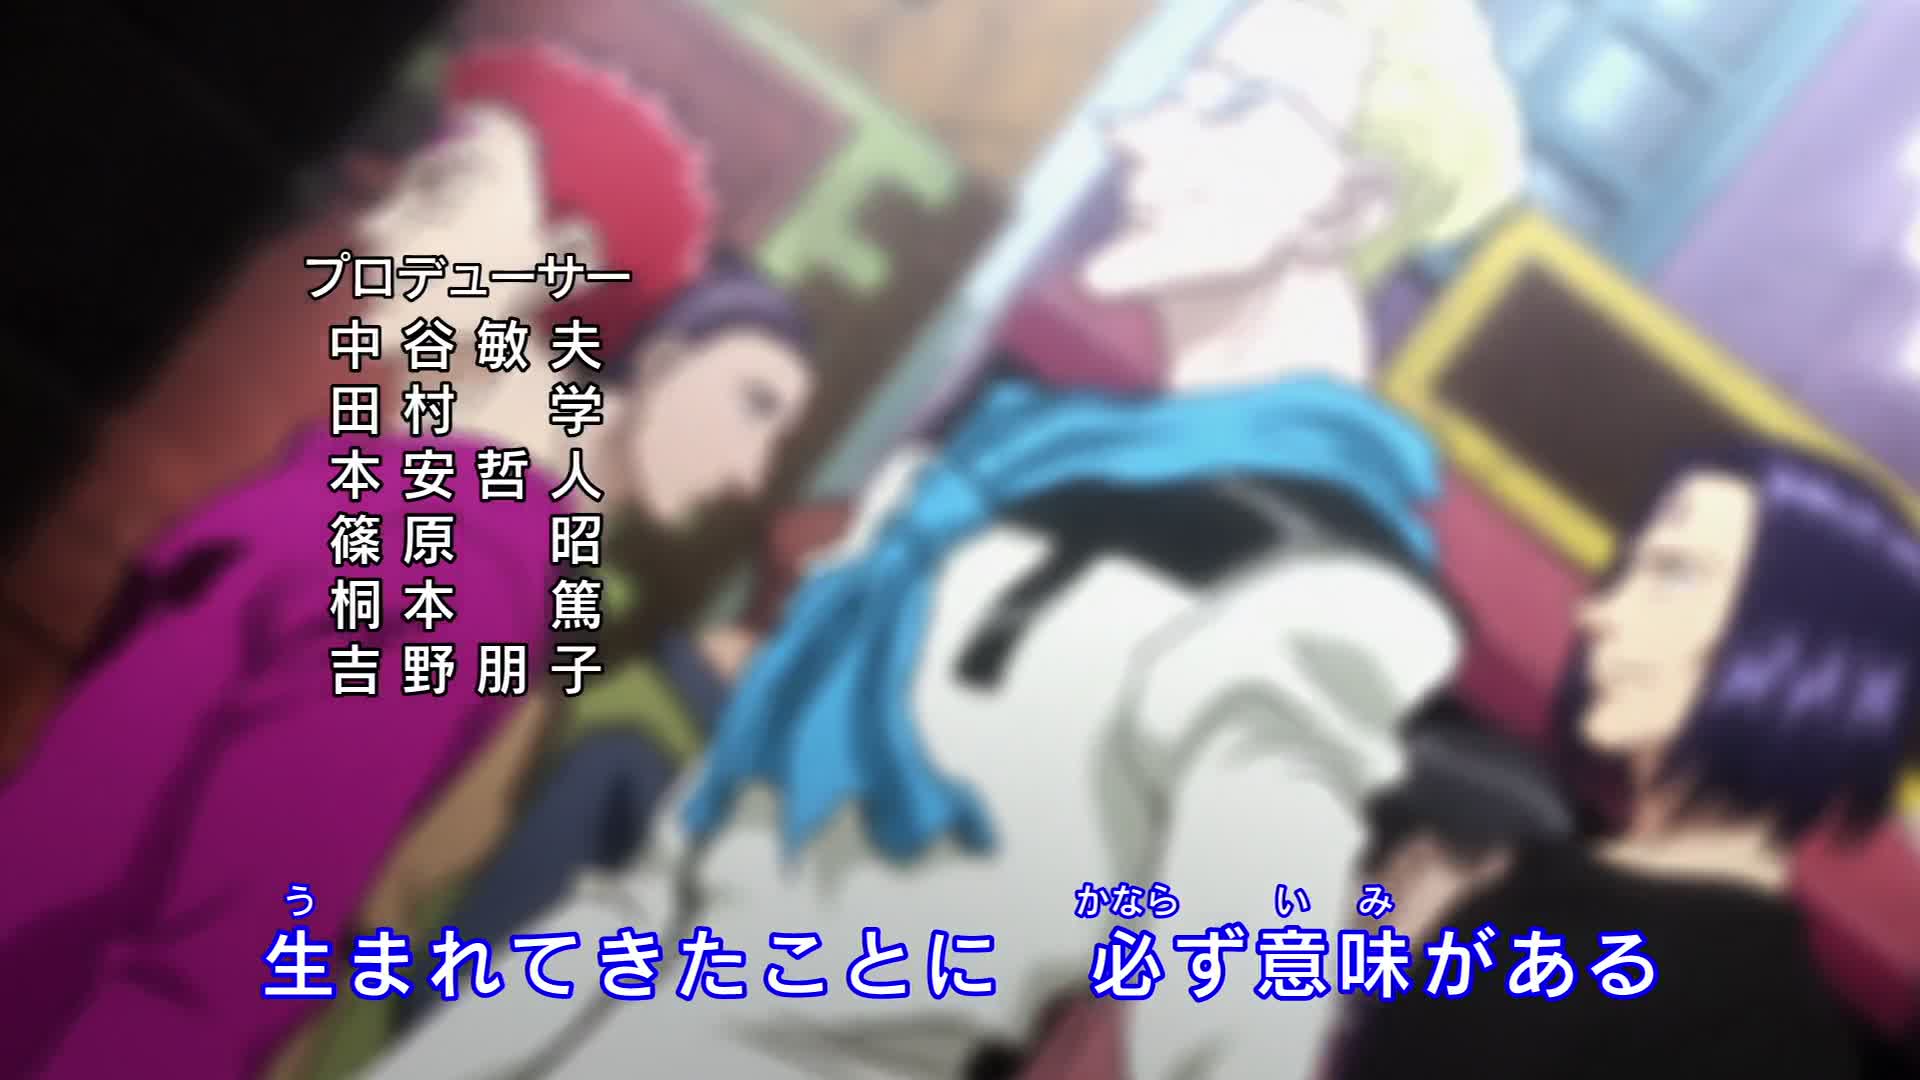 プロデューサー
中谷敏夫
田村 学
本安哲人
篠原 昭
桐本 篤
吉野朋子
う かなら い み
生まれてきたことに 必ず意味がある